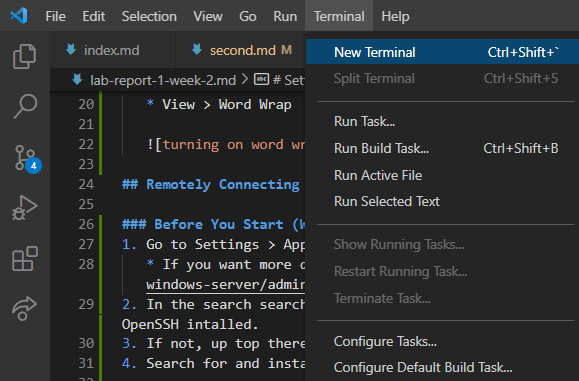 File Edit Selection View Go Run Terminal Help
index.md second.md M
New Terminal Ctrl+Shift+`
lab-report-1-week-2.md > abc #
Split Terminal Ctrl+Shift+5
20 * View > Word Wrap
21
Run Task...
22 ![turning on word
Run Build Task... Ctrl+Shift+B
23
Run Active File
24 ## Remotely Connecting
25
Run Selected Text
26 ### Before You Start
27 1. Go to Settings >
Show Running Tasks...
28 * If you want more
Restart Running Task...
windows-server/
Terminate Task...
29 2. In the search search
OpenSSH intalled.
30 3. If not, up top there
Configure Tasks...
31 4. Search for and
Configure Default Build Task...
4